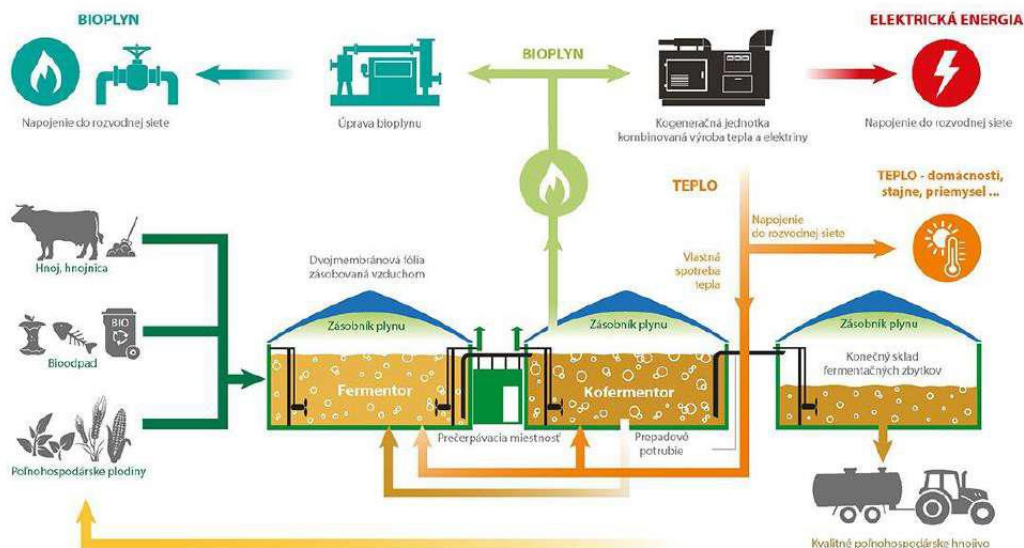 BIOPLYN
ELEKTRICKÁ ENERGIA
BIOPLYN
Napojenie do rozvodnej siete
Úprava bioplynu
Kogeneračná jednotka
kombinovaná výroba tepla a elektriny
Napojenie do rozvodnej siete
TEPLO
TEPLO - domácnosti,
stajne, priemysel ...
Napojenie
do rozvodnej siete
Hnoj, hnojnica
Dvojmembránová fólia
zásobovaná vzduchom
Vlastná
spotreba
tepla
Zásobník plynu
Zásobník plynu
Zásobník plynu
BIO
Bioodpad
Konečný sklad
fermentačných zbytkov
Fermentor
Kofermentor
Prečerpávacia miestnosť
Prepadové
potrubie
Poľnohospodárske plodiny
Kvalitné poľnohospodárske hnojivo